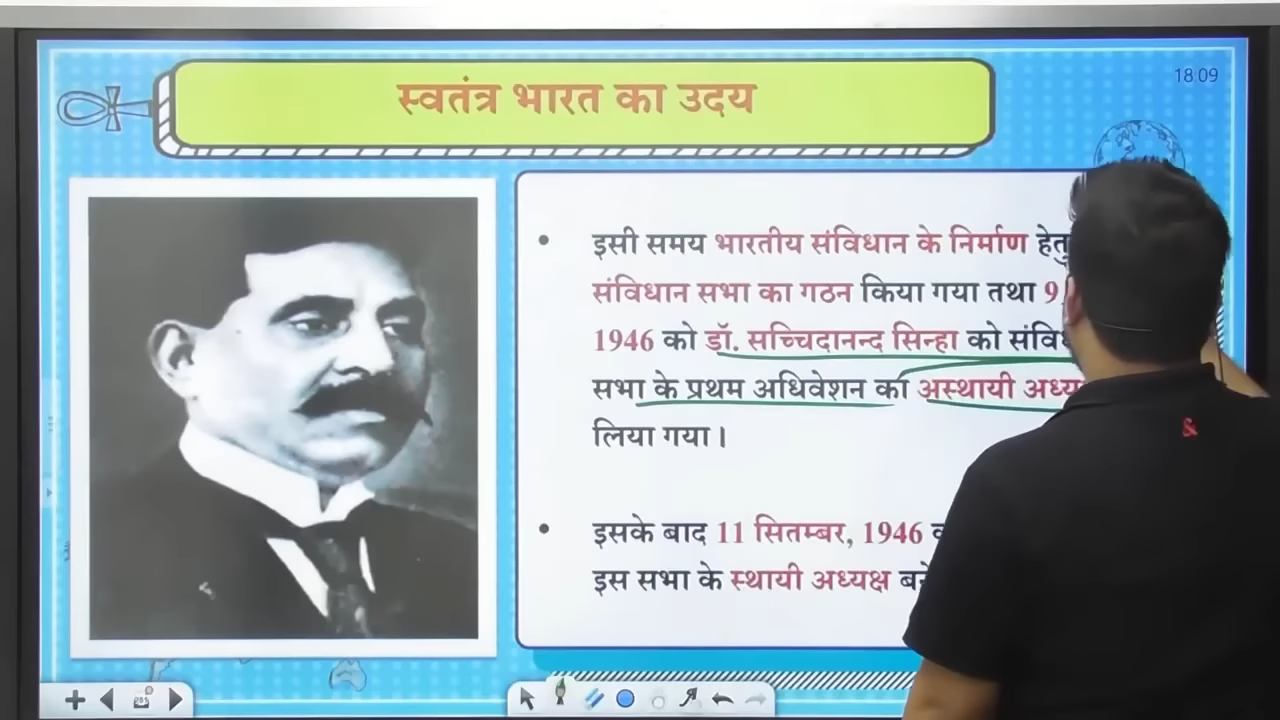 स्वतंत्र भारत का उदय
18:09
इसी समय भारतीय संविधान के निर्माण हेतु
संविधान सभा का गठन किया गया तथा 9
1946 को डॉ. सच्चिदानन्द सिन्हा को
सभा के प्रथम अधिवेशन का अस्थायी
लिया गया।
इसके बाद 11 सितम्बर, 1946
इस सभा के स्थायी अध्यक्ष
&